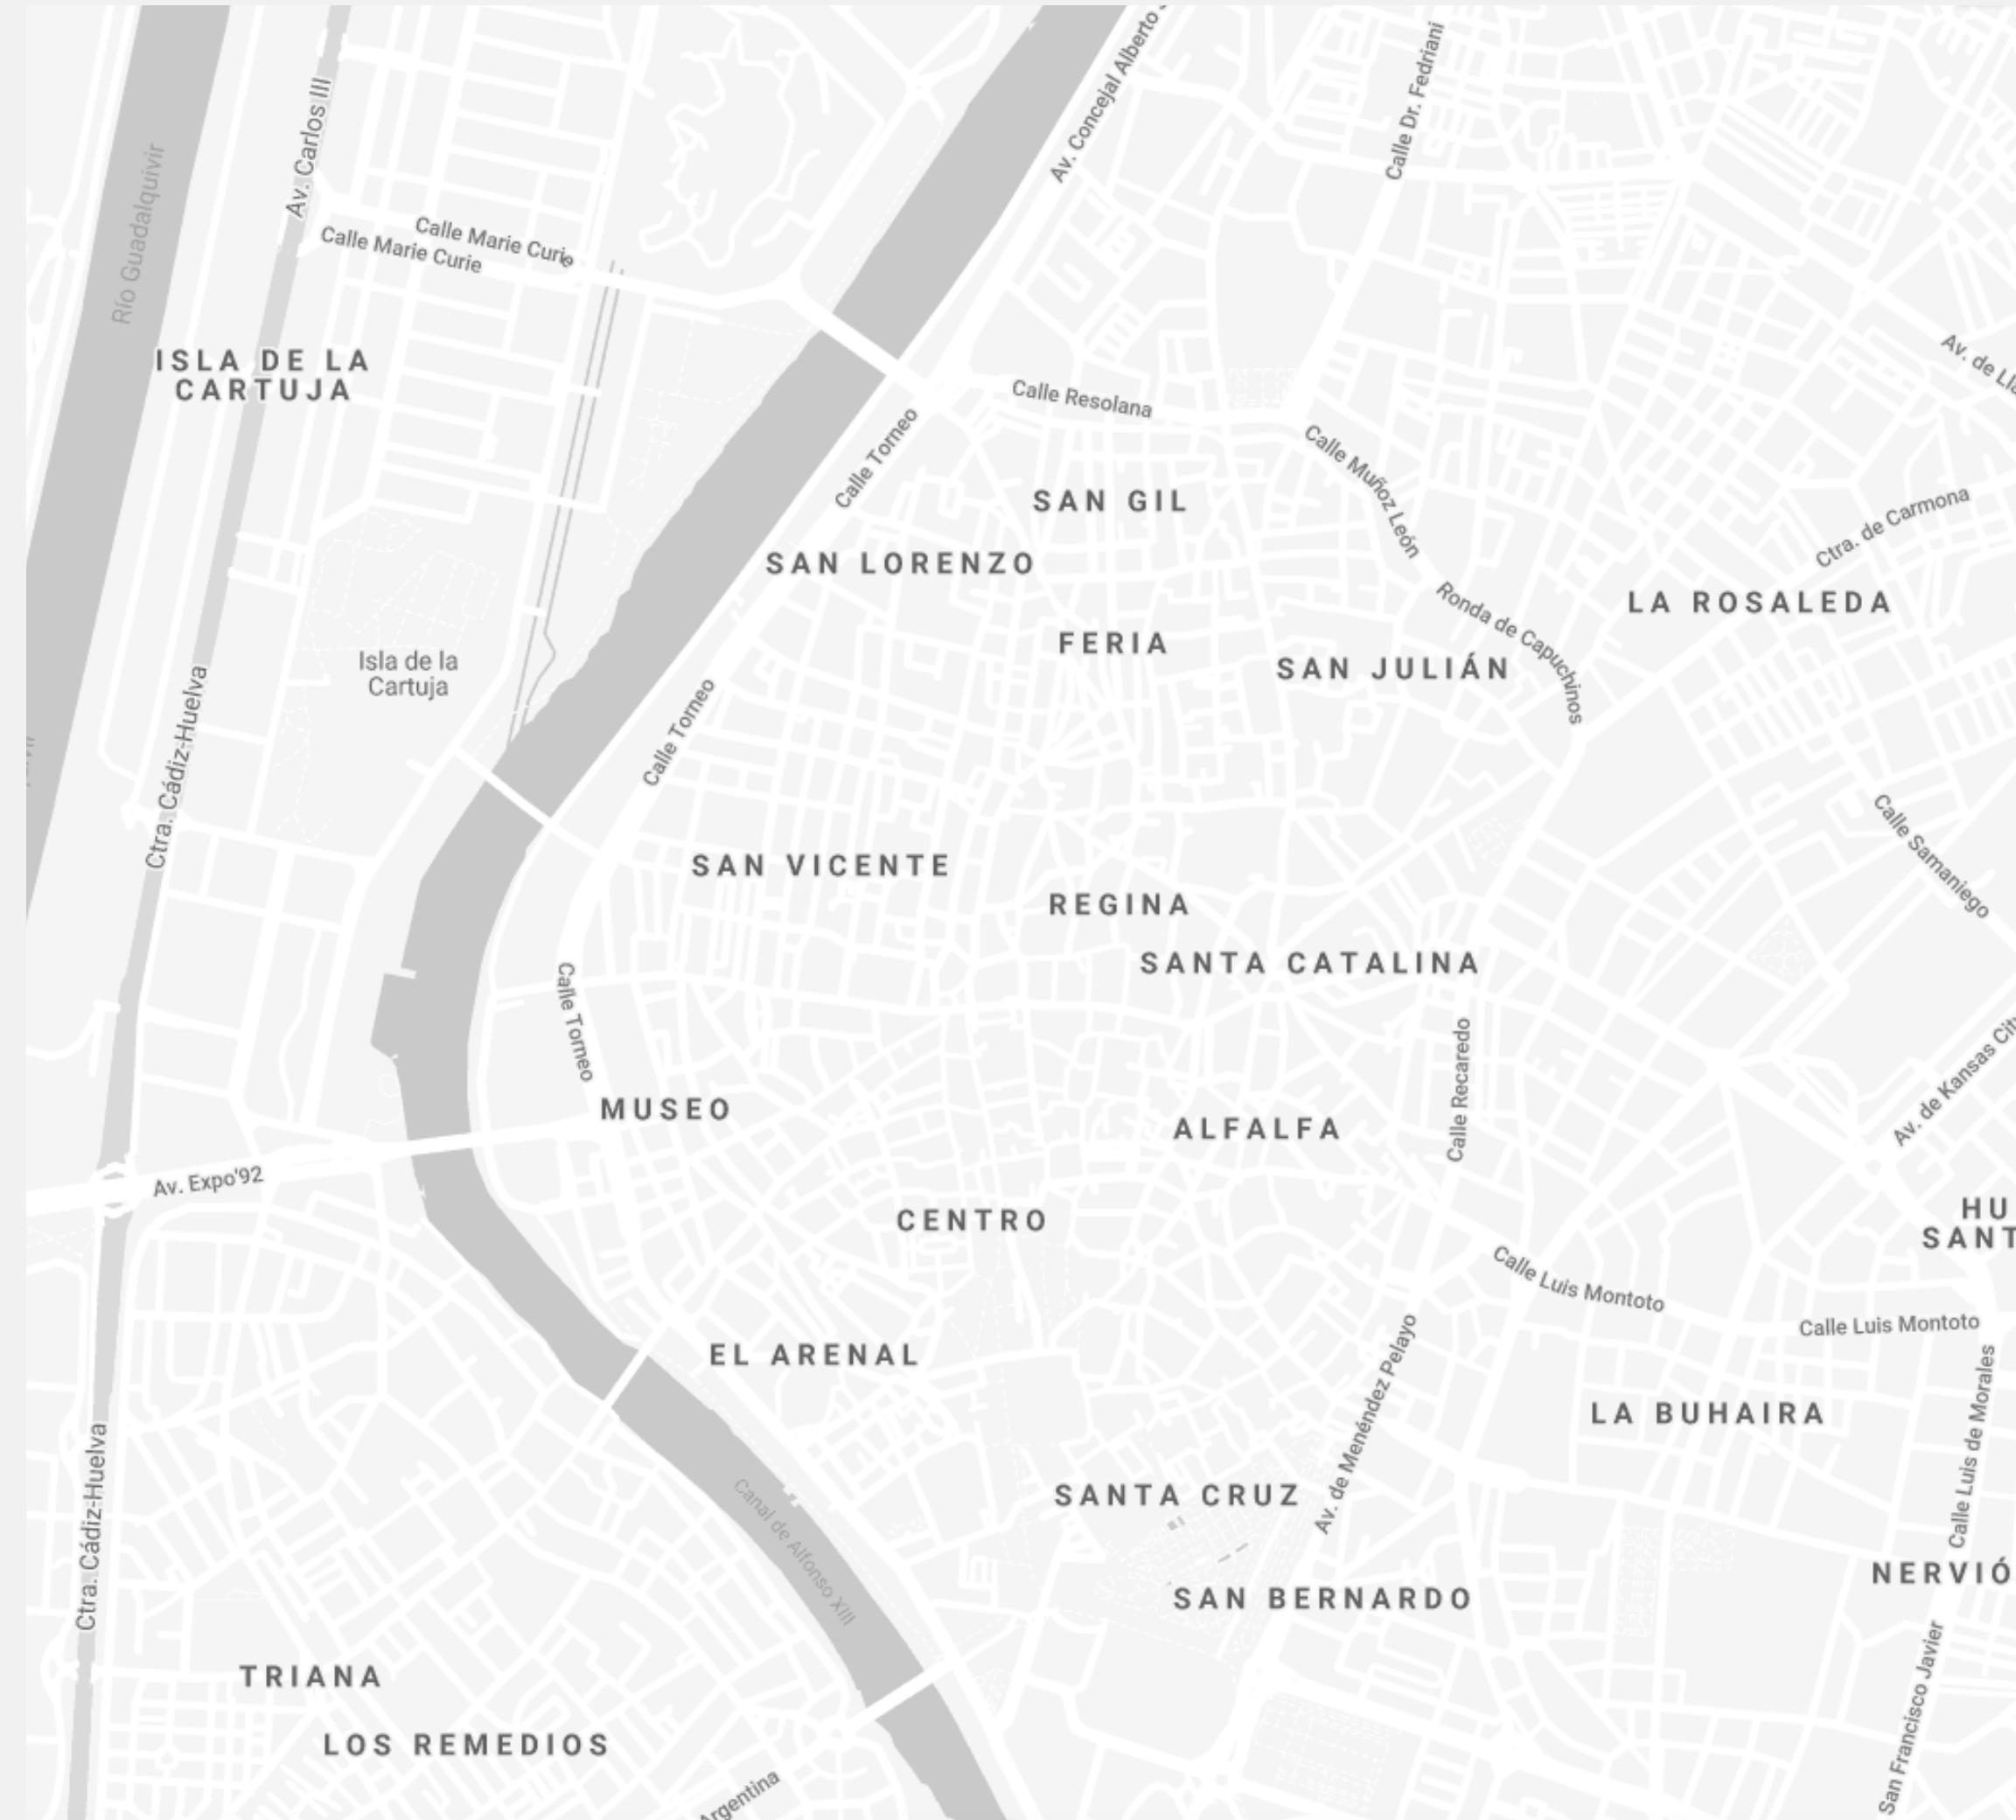 Av. Concejal Alberto
Calle Dr. Fedriani
Av. Carlos III
Río Guadalquivir
Calle Marie Curie
Calle Marie Curie
ISLA DE LA
CARTUJA
Av. de
Calle Resolana
Calle Torneo
Calle Muñoz León
SAN GIL
Ctra. de Carmona
SAN LORENZO
LA ROSALEDA
Ronda de Capuchinos
FERIA
SAN JULIÁN
Isla de la
Cartuja
Calle Torneo
Ctra. Cádiz-Huelva
Calle Samaniego
SAN VICENTE
REGINA
SANTA CATALINA
Calle Torneo
Calle Recaredo
Av. de Kansas
MUSEO
ALFALFA
Av. Expo'92
CENTRO
HU
SANT
Calle Luis Montoto
Calle Luis Montoto
EL ARENAL
Av. de Menéndez Pelayo
LA BUHAIRA
Calle Luis de Morales
Ctra. Cádiz-Huelva
SANTA CRUZ
Canal de Alfonso XIII
NERVIÓ
SAN BERNARDO
TRIANA
San Francisco Javier
LOS REMEDIOS
Argentina